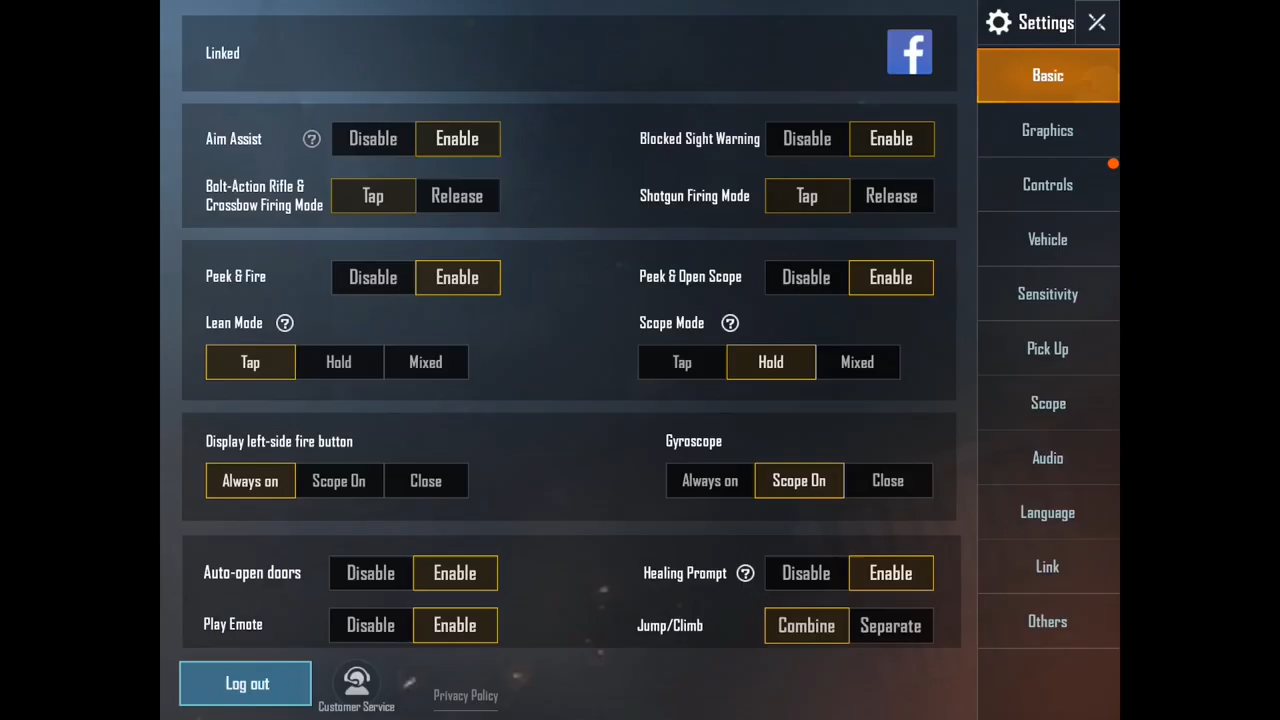 Linked
Settings
Basic
Graphics
Controls
Vehicle
Sensitivity
Pick Up
Scope
Audio
Language
Link
Others
Aim Assist ? Disable Enable
Blocked Sight Warning Disable Enable
Bolt-Action Rifle &
Crossbow Firing Mode Tap Release
Shotgun Firing Mode Tap Release
Peek & Fire Disable Enable
Peek & Open Scope Disable Enable
Lean Mode ?
Scope Mode ?
Tap Hold Mixed
Tap Hold Mixed
Display left-side fire button
Gyroscope
Always on Scope On Close
Always on Scope On Close
Auto-open doors Disable Enable
Healing Prompt ? Disable Enable
Play Emote Disable Enable
Jump/Climb Combine Separate
Log out
Customer Service
Privacy Policy